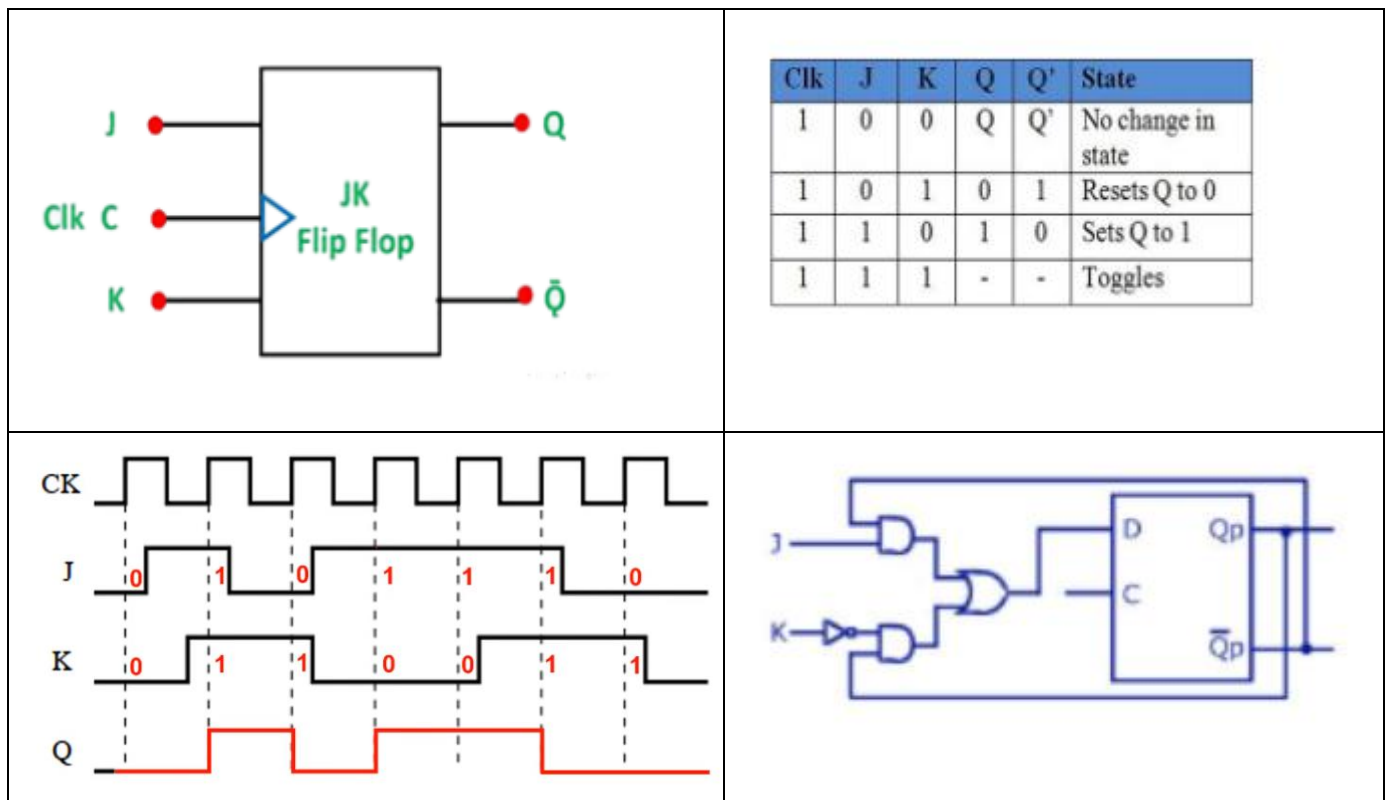 J
Q
JK
Clk C
Flip Flop
K
Q̄
Clk J K Q Q' State
1 0 0 Q Q' No change in
state
1 0 1 0 1 Resets Q to 0
1 1 0 1 0 Sets Q to 1
1 1 1 - - Toggles
CK
J 0 1 0 1 1 1 0
K 0 1 1 0 0 1 1
Q
D Qp
J
C
K
Q̄p